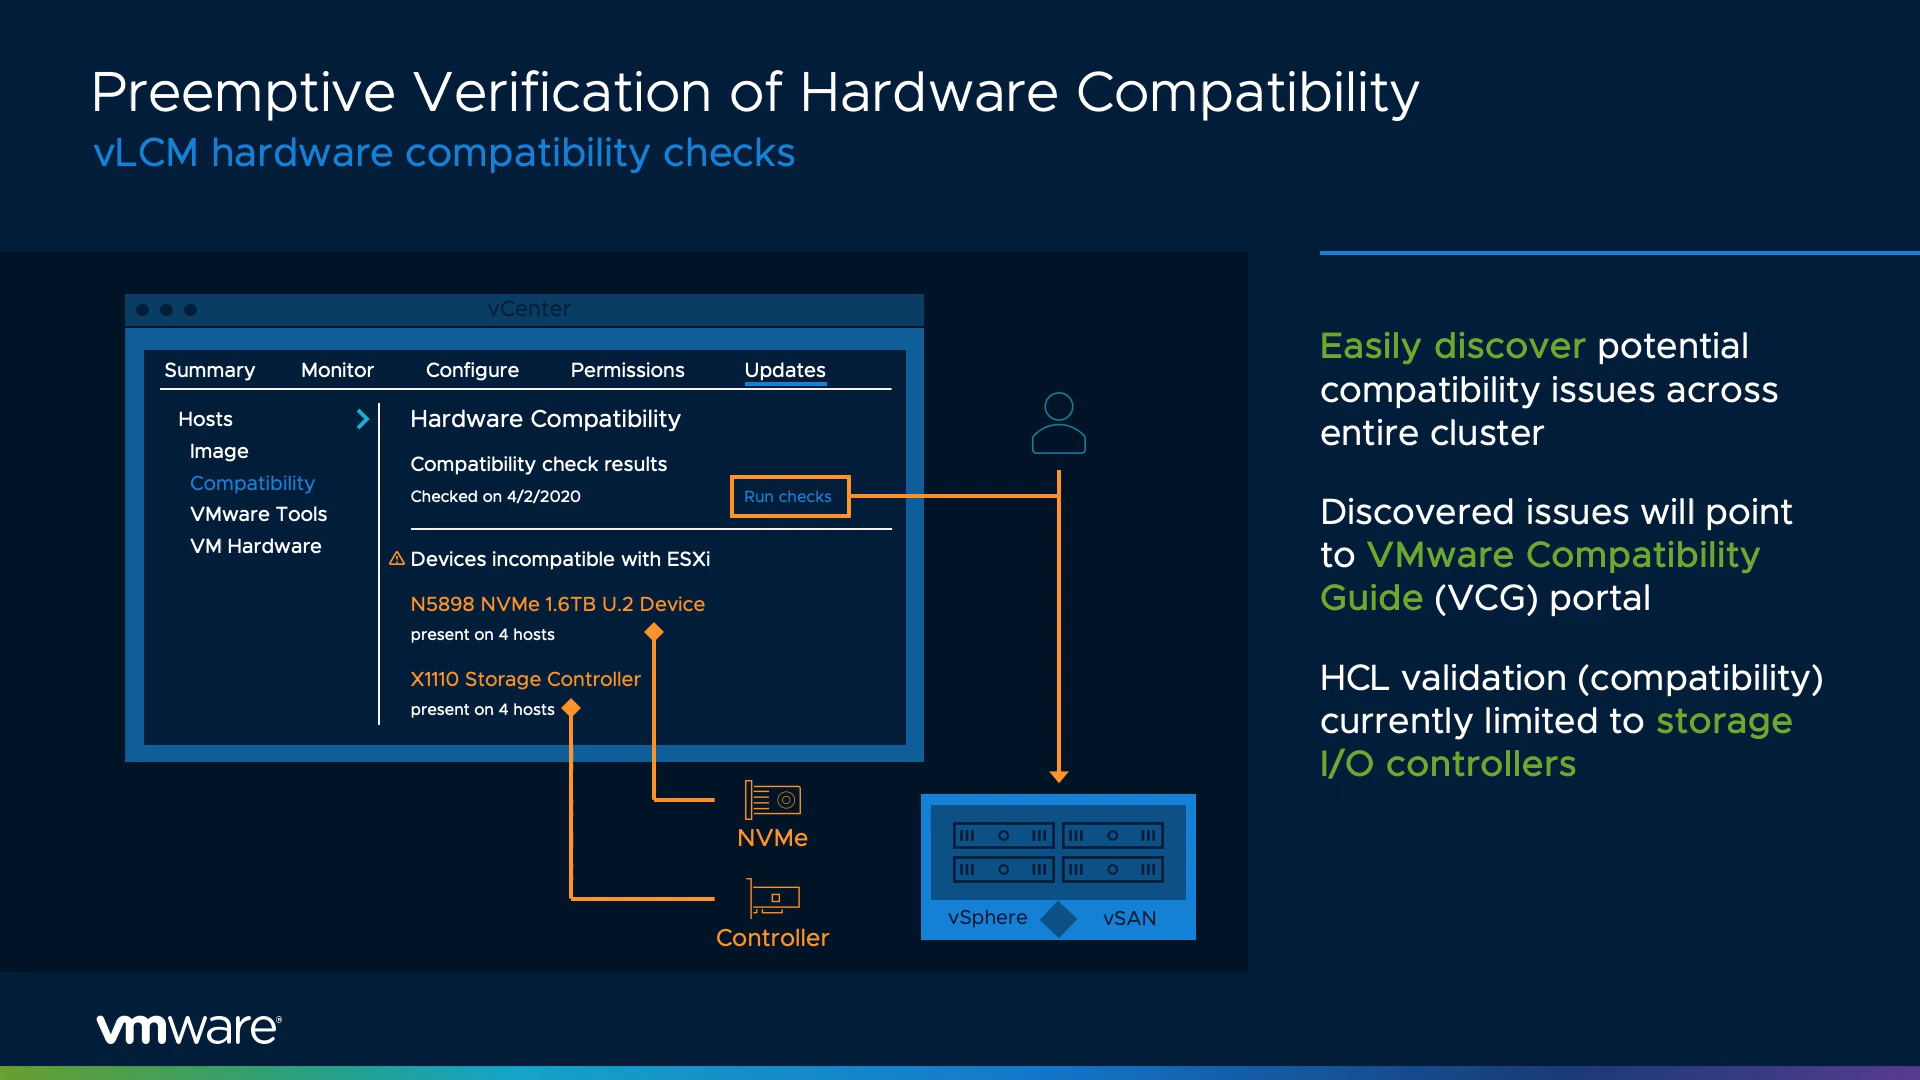 Preemptive Verification of Hardware Compatibility
vLCM hardware compatibility checks
vCenter
Summary Monitor Configure Permissions Updates
Hosts
Image
Compatibility
VMware Tools
VM Hardware
Hardware Compatibility
Compatibility check results
Checked on 4/2/2020
Run checks
Devices incompatible with ESXi
N5898 NVMe 1.6TB U.2 Device
present on 4 hosts
X1110 Storage Controller
present on 4 hosts
NVMe
Controller
vSphere
vSAN
Easily discover potential
compatibility issues across
entire cluster
Discovered issues will point
to VMware Compatibility
Guide (VCG) portal
HCL validation (compatibility)
currently limited to storage
I/O controllers
vmware®